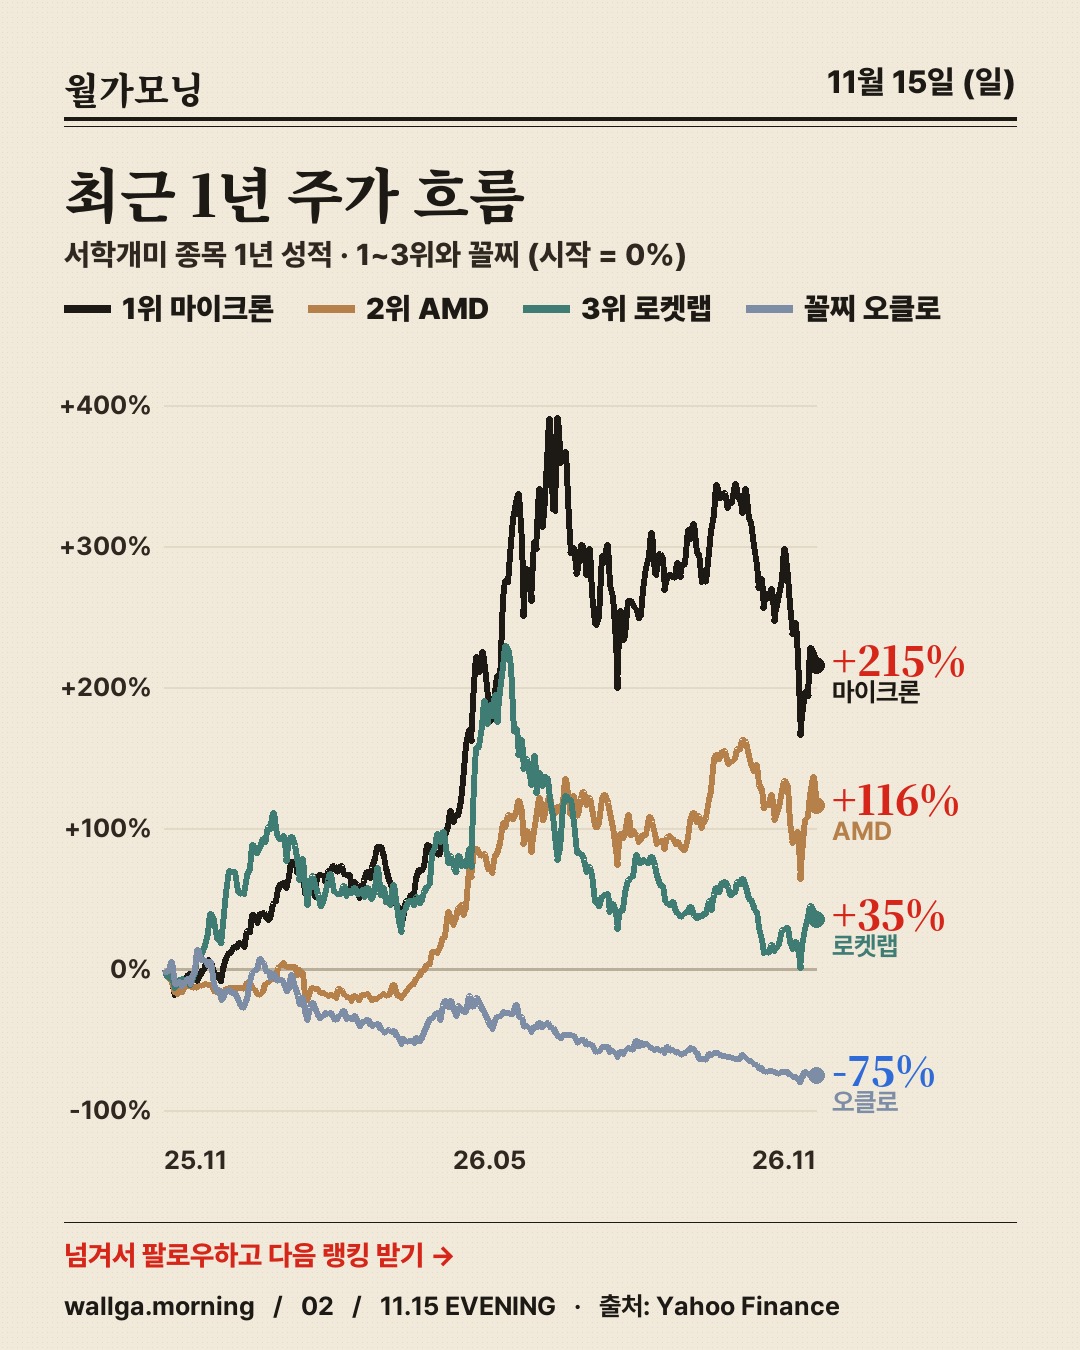 월가모닝
11월 15일 (일)
최근 1년 주가 흐름
서학개미 종목 1년 성적 · 1~3위와 꼴찌 (시작 = 0%)
1위 마이크론 2위 AMD 3위 로켓랩 꼴찌 오클로
+400%
+300%
+200%
+100%
0%
-100%
+215%
마이크론
+116%
AMD
+35%
로켓랩
-75%
오클로
25.11 26.05 26.11
넘겨서 팔로우하고 다음 랭킹 받기 →
wallga.morning / 02 / 11.15 EVENING · 출처: Yahoo Finance